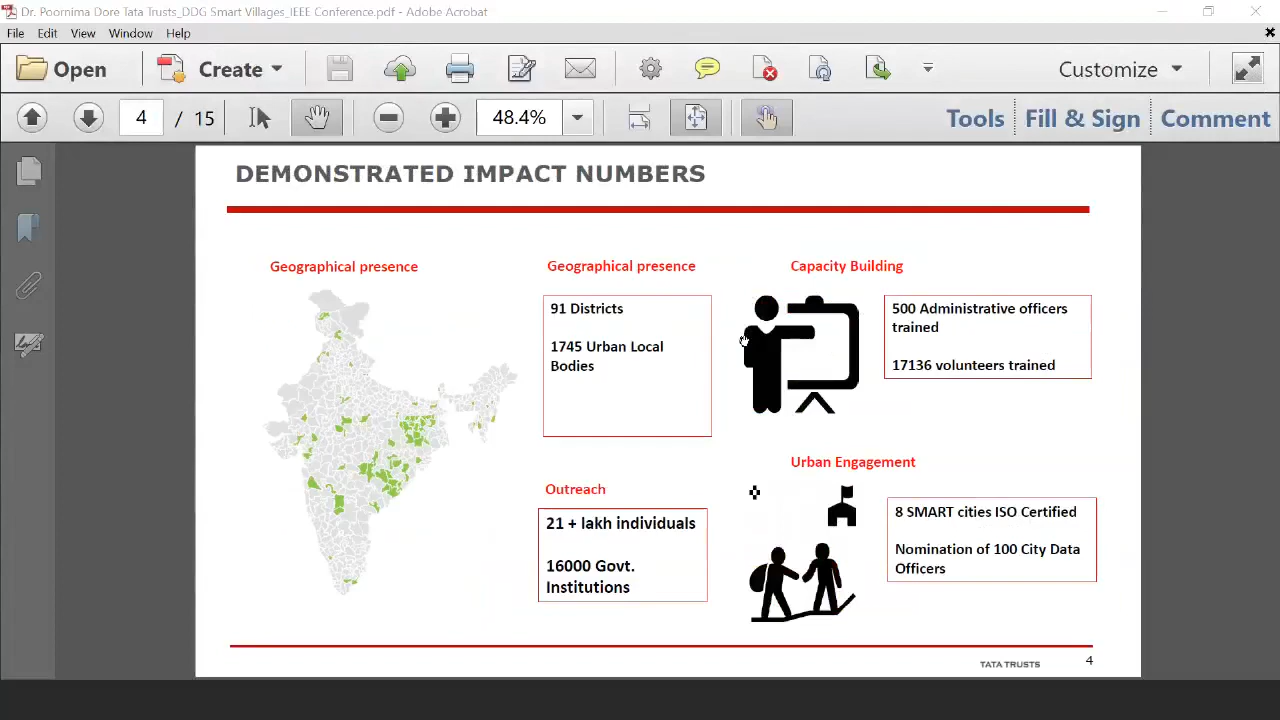 Dr. Poornima Dore Tata Trusts_DDG Smart Villages_IEEE Conference.pdf - Adobe Acrobat
File Edit View Window Help
Open Create Customize
4 / 15 48.4% Tools Fill & Sign Comment
DEMONSTRATED IMPACT NUMBERS
Geographical presence
Geographical presence
91 Districts
1745 Urban Local
Bodies
Capacity Building
500 Administrative officers
trained
17136 volunteers trained
Outreach
21 + lakh individuals
16000 Govt.
Institutions
Urban Engagement
8 SMART cities ISO Certified
Nomination of 100 City Data
Officers
TATA TRUSTS
4